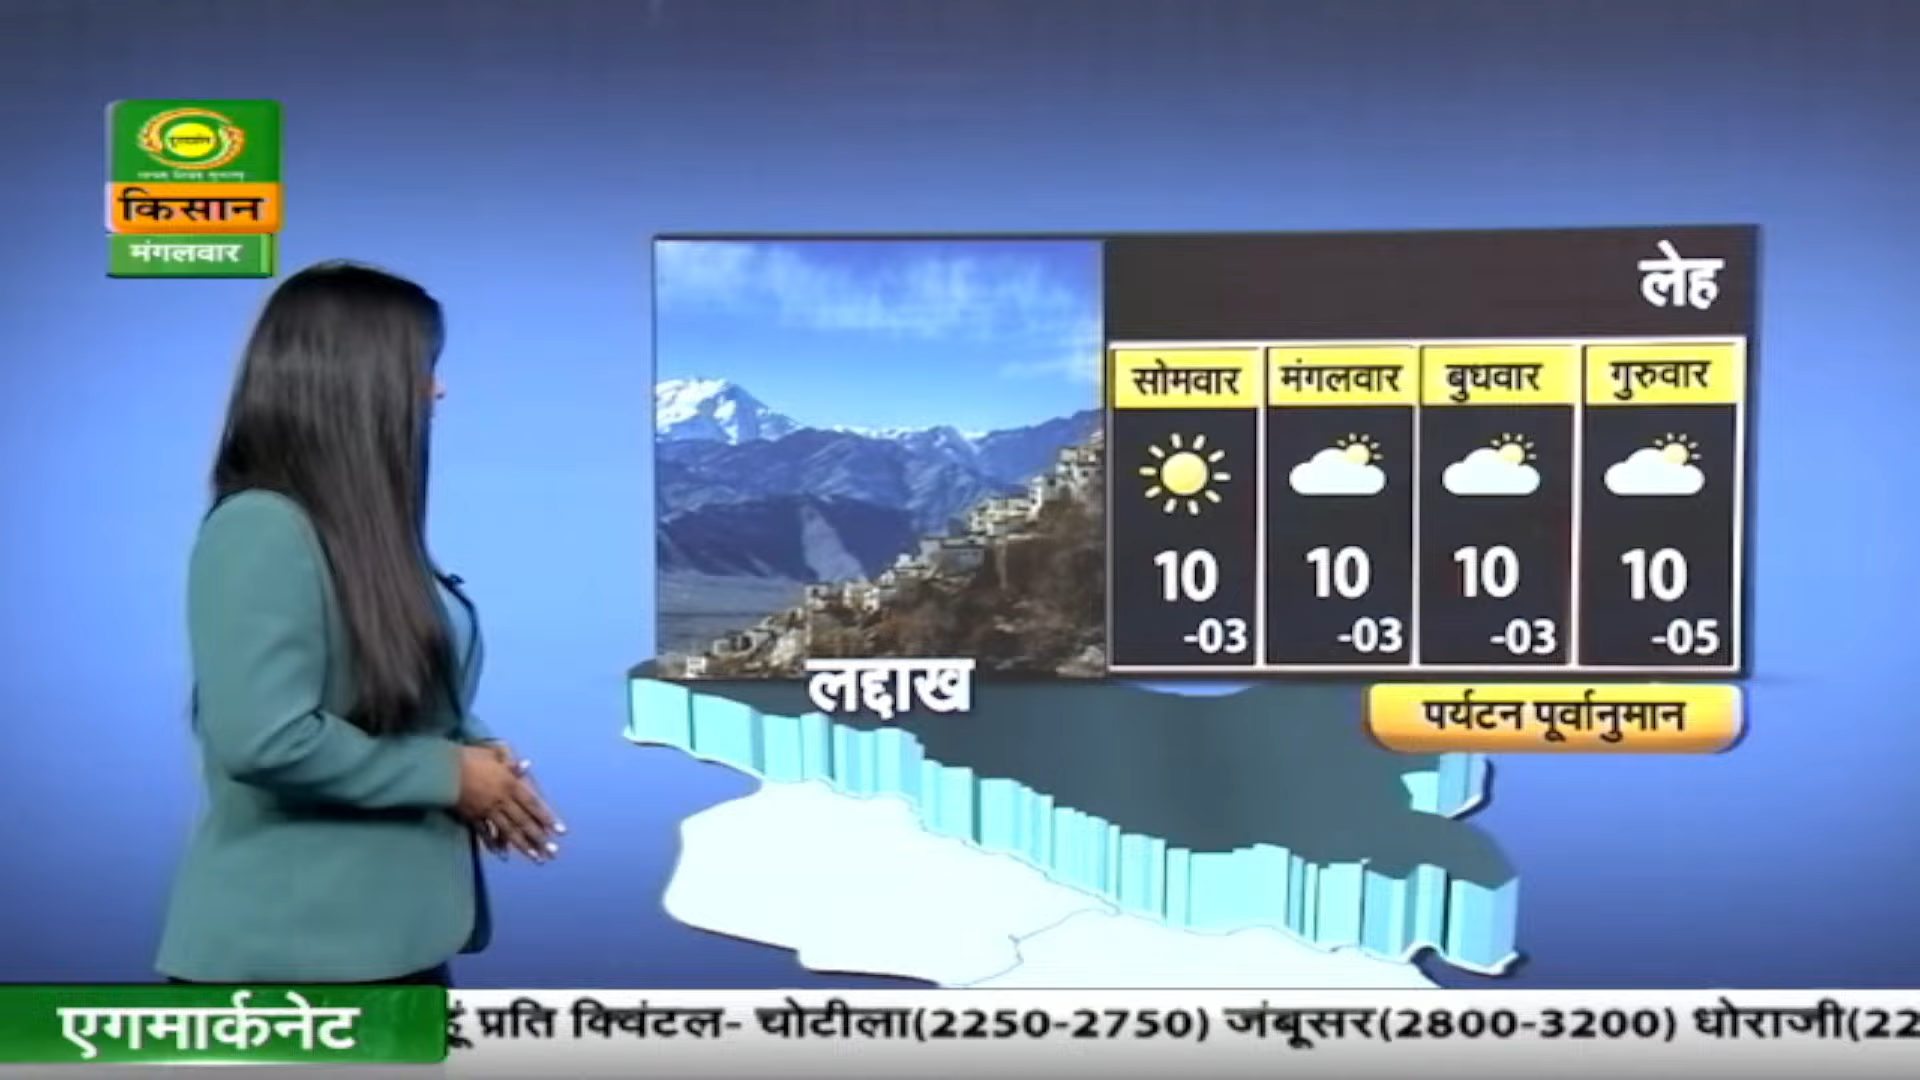 किसान
मंगलवार
लेह
सोमवार मंगलवार बुधवार गुरुवार
10 10 10 10
-03 -03 -03 -05
लद्दाख
पर्यटन पूर्वानुमान
एगमार्कनेट
प्रति क्विंटल- चोटीला(2250-2750) जंबूसर(2800-3200) धोराजी(22